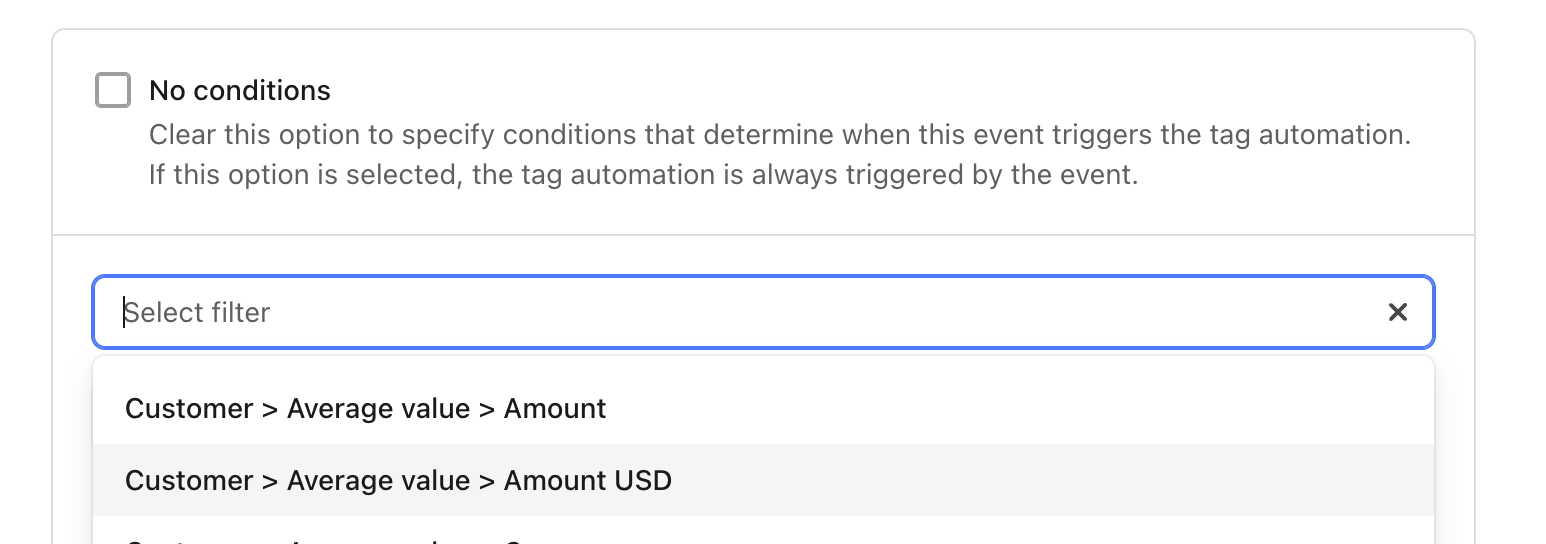 No conditions
Clear this option to specify conditions that determine when this event triggers the tag automation.
If this option is selected, the tag automation is always triggered by the event.
Select filter
Customer > Average value > Amount
Customer > Average value > Amount USD